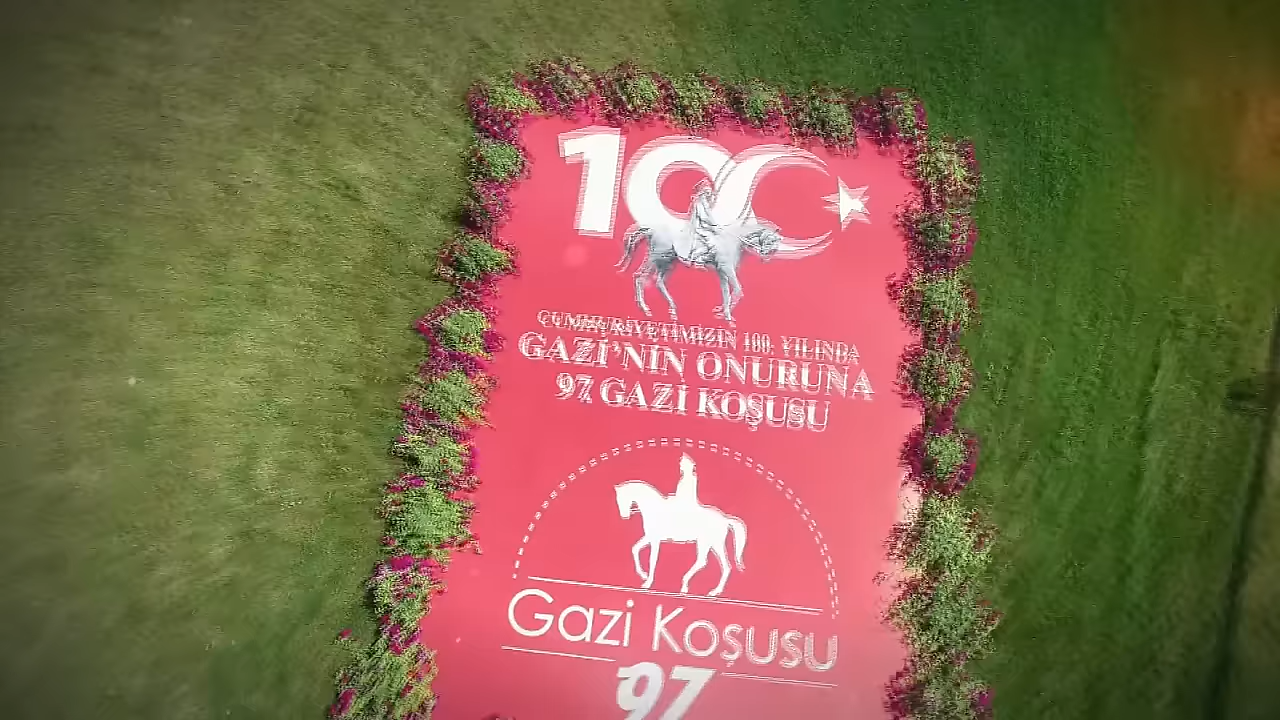 100
CUMHURİYETİMİZİN 100. YILINDA
GAZİ'NİN ONURUNA
97 GAZİ KOŞUSU
Gazi Koşusu
97